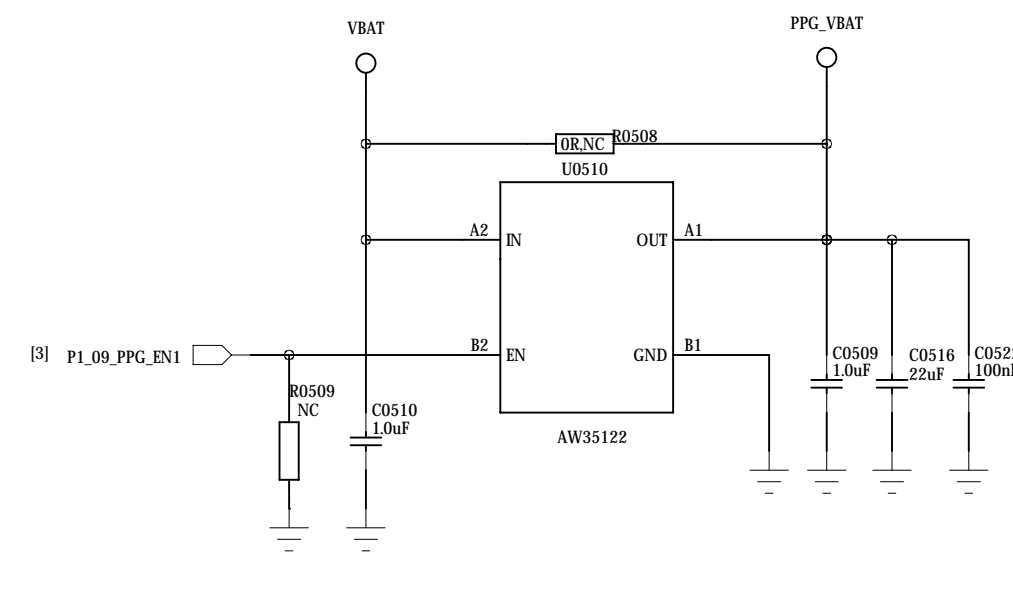 VBAT
PPG_VBAT
0R,NC
R0508
U0510
A2
IN
OUT
A1
[3]
P1_09_PPG_EN1
B2
EN
GND
B1
R0509
NC
C0510
1.0uF
C0509
1.0uF
C0516
22uF
100n
AW35122